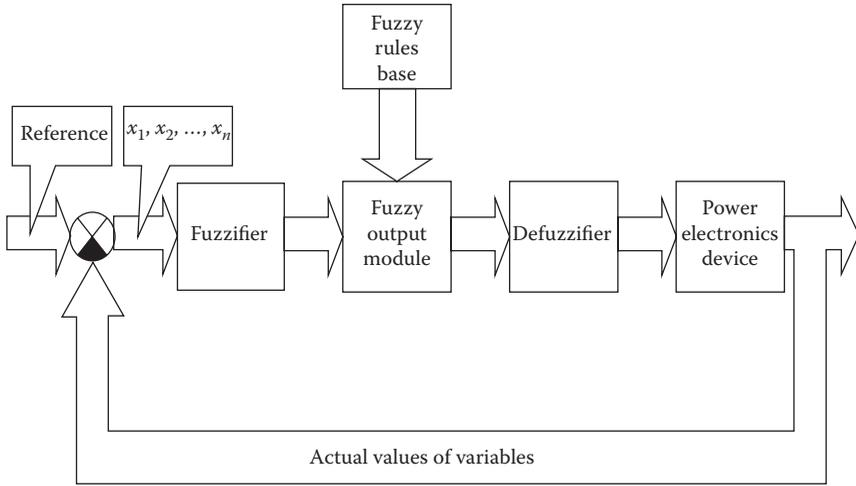 Fuzzy
rules
base
Reference
x1, x2, ..., xn
Fuzzifier
Fuzzy
output
module
Defuzzifier
Power
electronics
device
Actual values of variables